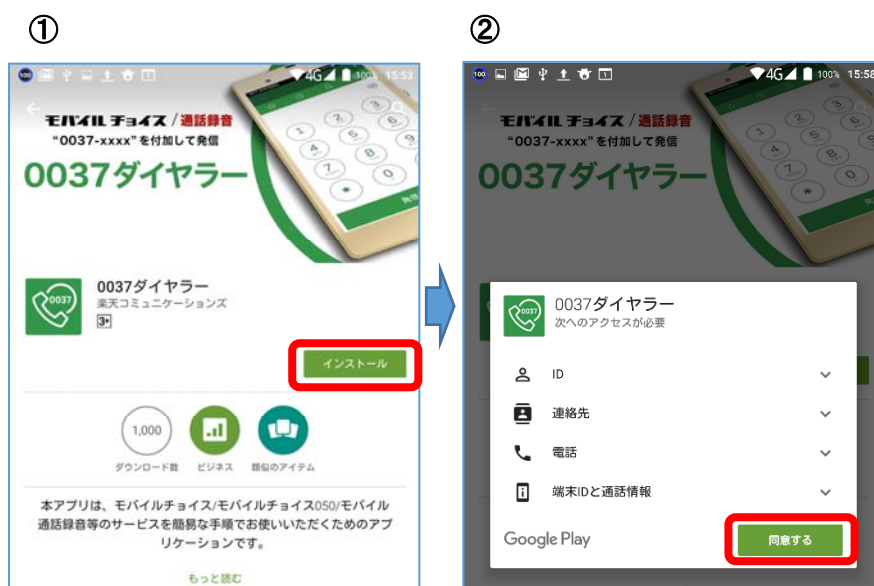 ①
100% 15:53
4G
モバイル チョイス / 通話録音
“0037-xxxx”を付加して発信
0037ダイヤラー
0037
0037ダイヤラー
楽天コミュニケーションズ
3+
インストール
1,000
ダウンロード数
ビジネス
類似のアイテム
本アプリは、モバイルチョイス/モバイルチョイス050/モバイル
通話録音等のサービスを簡易な手順でお使いいただくためのアプ
リケーションです。
もっと読む
②
4G 100% 15:58
モバイル チョイス / 通話録音
“0037-xxxx”を付加して発信
0037ダイヤラー
0037
0037ダイヤラー
次へのアクセスが必要
ID
連絡先
電話
端末IDと通話情報
Google Play
同意する